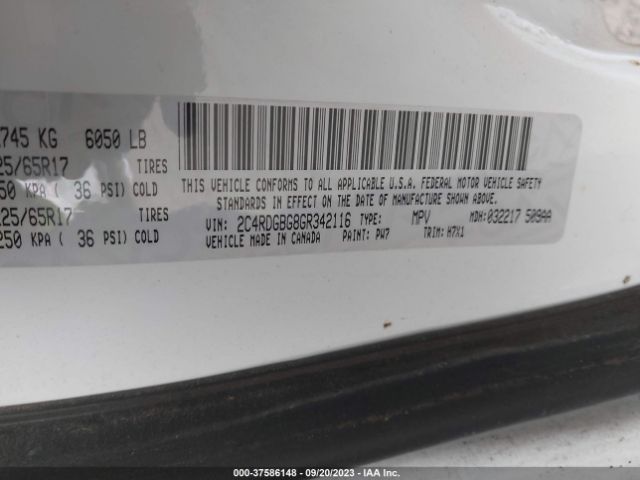 745 KG 6050 LB
25/65R17 TIRES
50 KPA ( 36 PSI) COLD
25/65R17 TIRES
250 KPA ( 36 PSI) COLD
THIS VEHICLE CONFORMS TO ALL APPLICABLE U.S.A. FEDERAL MOTOR VEHICLE SAFETY
STANDARDS IN EFFECT ON THE DATE OF MANUFACTURE SHOWN ABOVE.
VIN: 2C4RDGBG8GR342116 TYPE: MPV MDH:032217 509AA
VEHICLE MADE IN CANADA PAINT: PW7 TRIM: H7X1
000-37586148 - 09/20/2023 - IAA Inc.